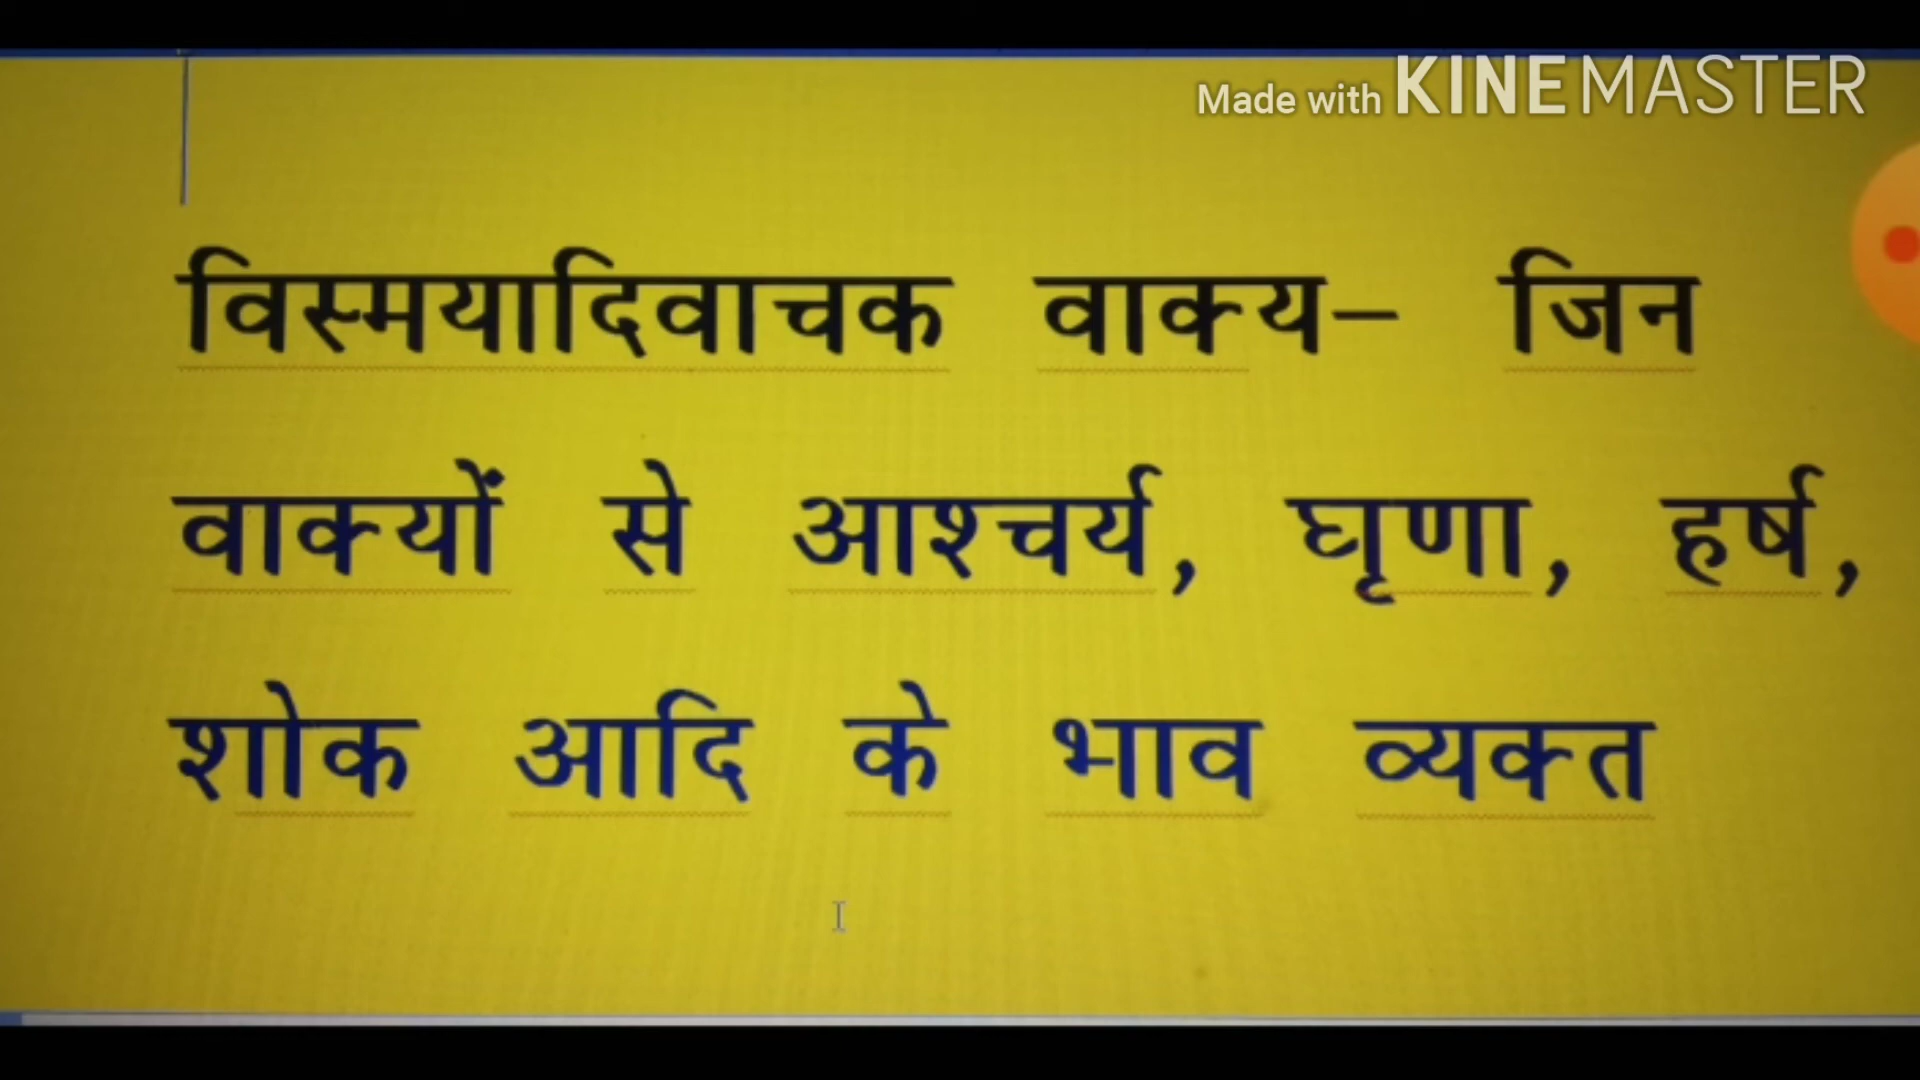 Made with KINEMASTER
विस्मयादिवाचक वाक्य– जिन
वाक्यों से आश्चर्य, घृणा, हर्ष,
शोक आदि के भाव व्यक्त